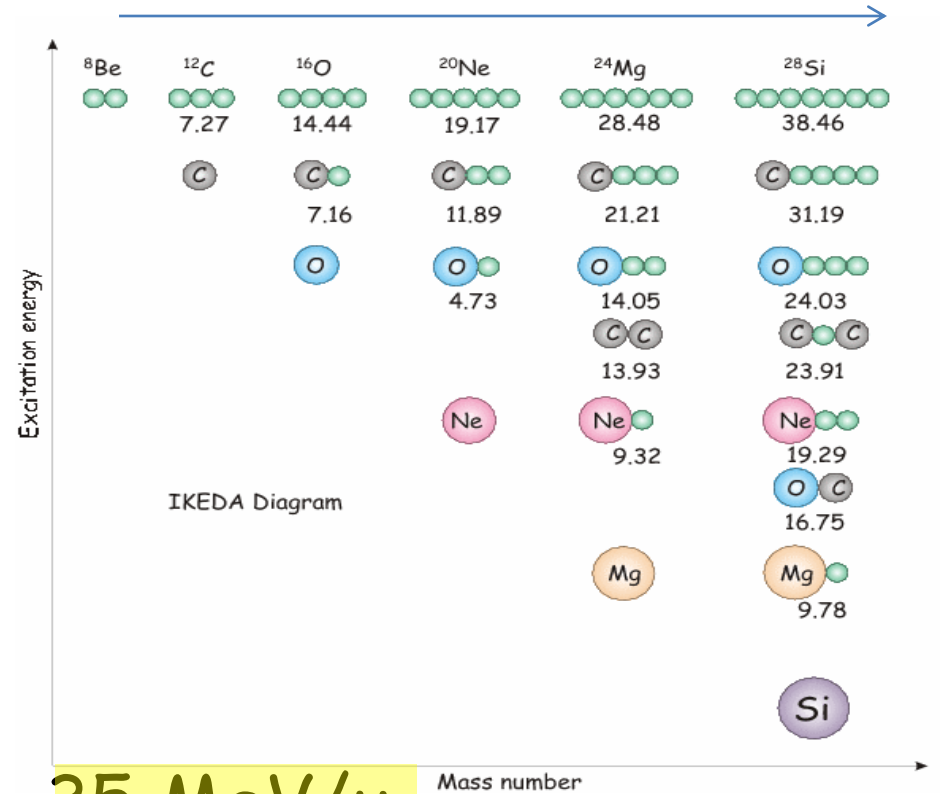 ⁸Be ¹²C ¹⁶O ²⁰Ne ²⁴Mg ²⁸Si
7.27 14.44 19.17 28.48 38.46
C C C C C
7.16 11.89 21.21 31.19
O O O O
4.73 14.05 24.03
C C C C
13.93 23.91
Ne Ne Ne
9.32 19.29
IKEDA Diagram
O C
16.75
Mg Mg
9.78
Si
Excitation energy
Mass number
35 MeV/u